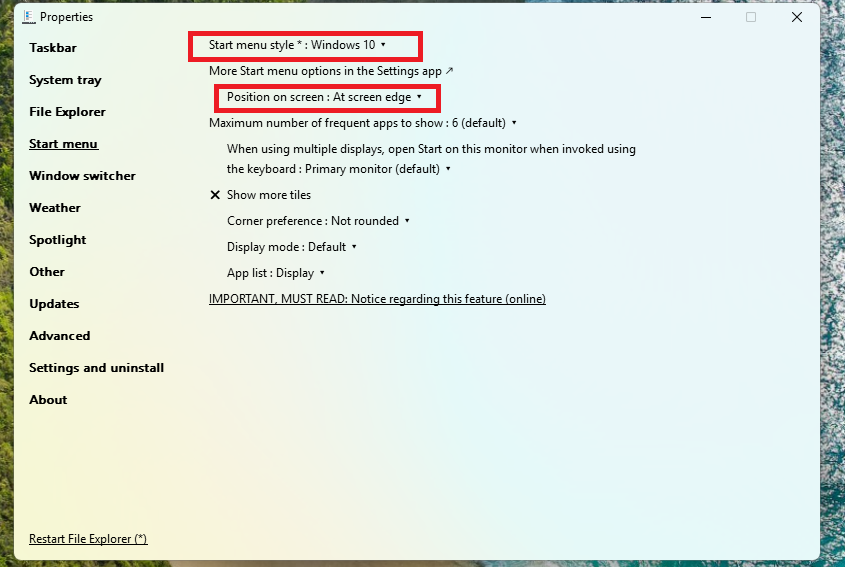 Properties
Taskbar
System tray
File Explorer
Start menu
Window switcher
Weather
Spotlight
Other
Updates
Advanced
Settings and uninstall
About
Restart File Explorer (*)
Start menu style * : Windows 10
More Start menu options in the Settings app ↗
Position on screen : At screen edge
Maximum number of frequent apps to show : 6 (default)
When using multiple displays, open Start on this monitor when invoked using
the keyboard : Primary monitor (default)
Show more tiles
Corner preference : Not rounded
Display mode : Default
App list : Display
IMPORTANT, MUST READ: Notice regarding this feature (online)